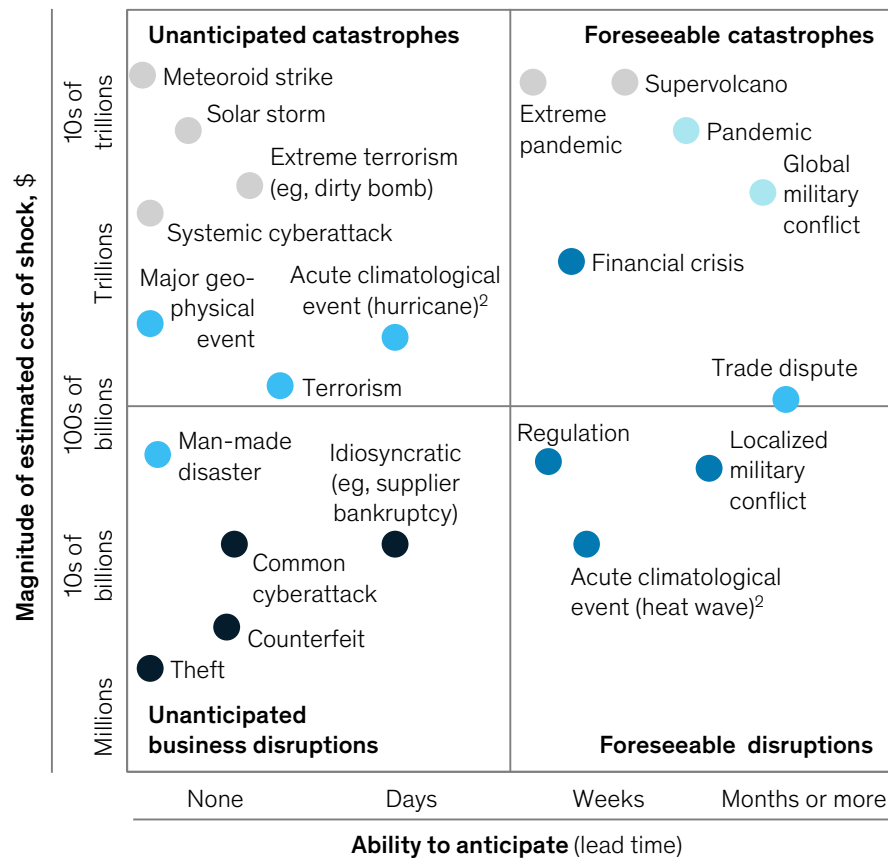 Unanticipated catastrophes
Foreseeable catastrophes
Meteoroid strike
Solar storm
Extreme terrorism
(eg, dirty bomb)
Systemic cyberattack
Major geo-
physical
event
Acute climatological
event (hurricane)2
Terrorism
Supervolcano
Extreme
pandemic
Pandemic
Global
military
conflict
Financial crisis
Trade dispute
Man-made
disaster
Idiosyncratic
(eg, supplier
bankruptcy)
Common
cyberattack
Counterfeit
Theft
Unanticipated
business disruptions
Regulation
Localized
military
conflict
Acute climatological
event (heat wave)2
Foreseeable disruptions
Magnitude of estimated cost of shock, $
10s of
trillions
Trillions
100s of
billions
10s of
billions
Millions
None
Days
Weeks
Months or more
Ability to anticipate (lead time)